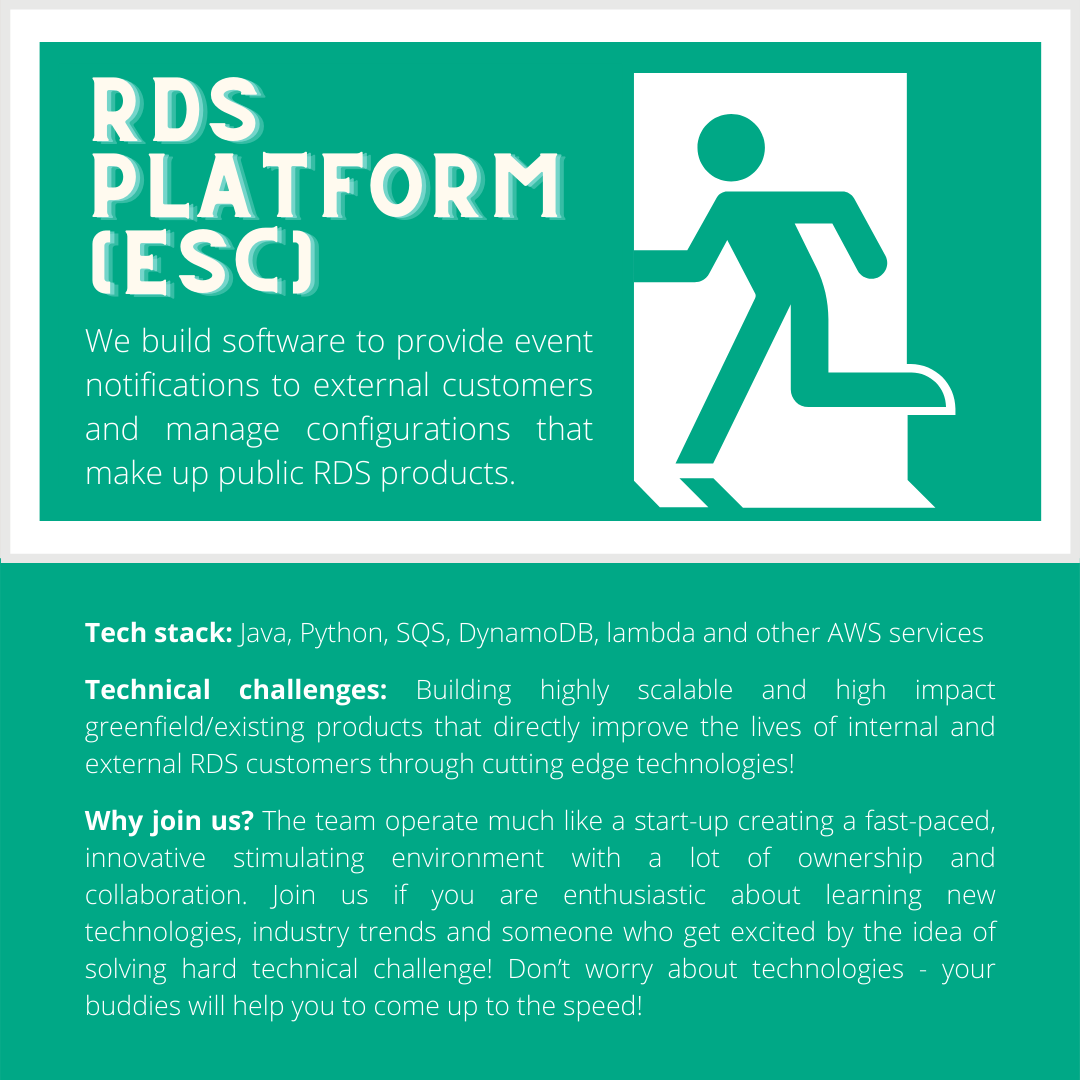 RDS
PLATFORM
(ESC)
We build software to provide event
notifications to external customers
and manage configurations that
make up public RDS products.
Tech stack: Java, Python, SQS, DynamoDB, lambda and other AWS services
Technical challenges: Building highly scalable and high impact
greenfield/existing products that directly improve the lives of internal and
external RDS customers through cutting edge technologies!
Why join us? The team operate much like a start-up creating a fast-paced,
innovative stimulating environment with a lot of ownership and
collaboration. Join us if you are enthusiastic about learning new
technologies, industry trends and someone who get excited by the idea of
solving hard technical challenge! Don’t worry about technologies - your
buddies will help you to come up to the speed!